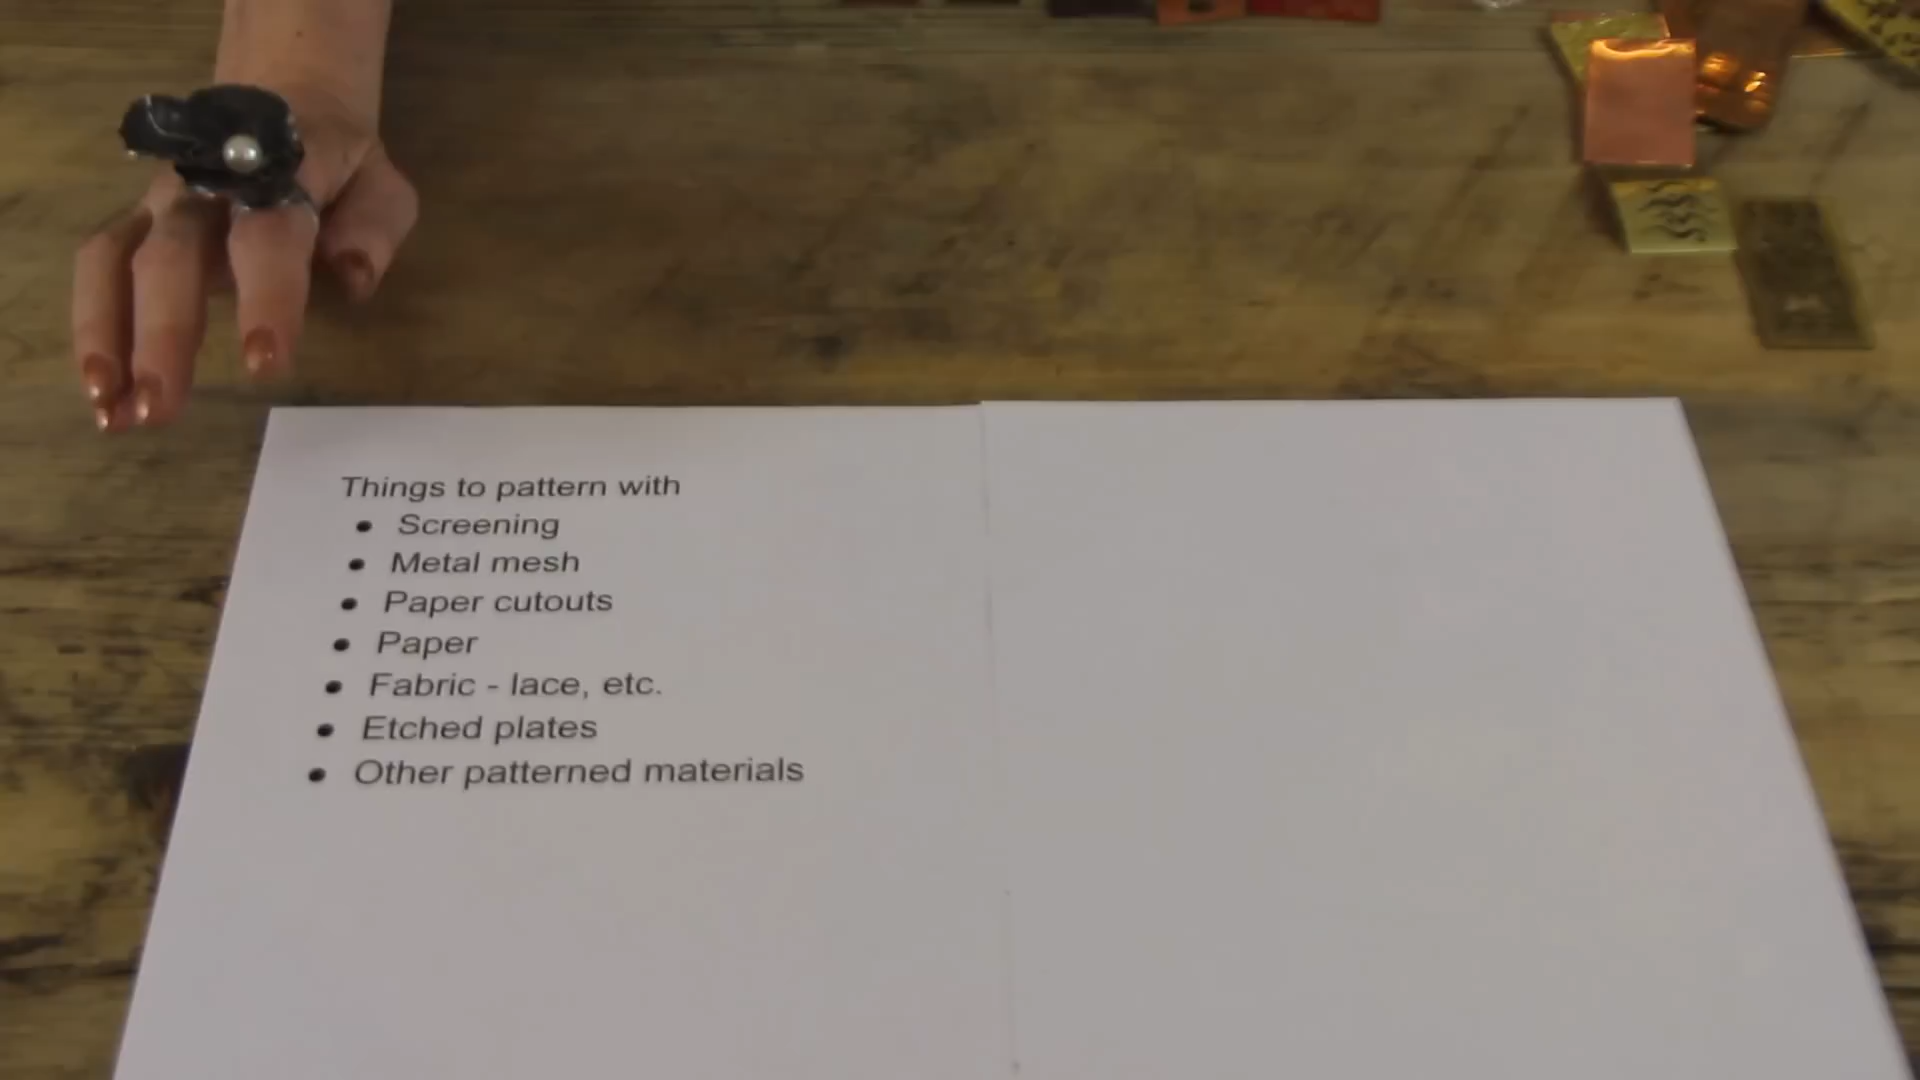 Things to pattern with
• Screening
• Metal mesh
• Paper cutouts
• Paper
• Fabric - lace, etc.
• Etched plates
• Other patterned materials